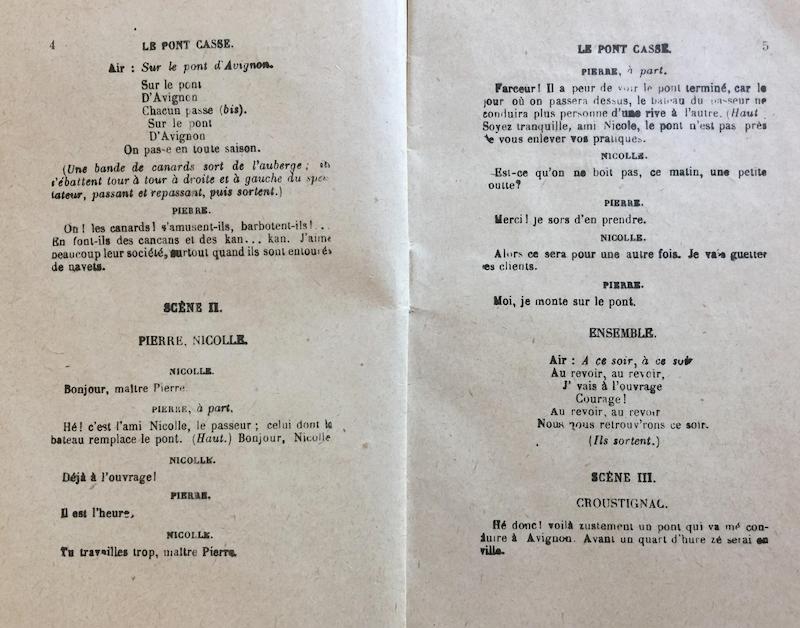 4
LE PONT CASSE.
Air : Sur le pont d'Avignon.
Sur le pont
D'Avignon
Chacun passe (bis).
Sur le pont
D'Avignon
On pas-e en toute saison.
(Une bande de canards sort de l'auberge ; ils
s'ébattent tour à tour à droite et à gauche du spec-
tateur, passant et repassant, puis sortent.)
PIERRE.
Oh ! les canards ! s'amusent-ils, barbotent-ils !...
En font-ils des cancans et des kan... kan. J'aime
beaucoup leur société, surtout quand ils sont entourés
de navets.
SCÈNE II.
PIERRE, NICOLLE.
NICOLLE.
Bonjour, maître Pierre.
PIERRE, à part.
Hé ! c'est l'ami Nicolle, le passeur ; celui dont le
bateau remplace le pont. (Haut.) Bonjour, Nicolle
NICOLLE.
Déjà à l'ouvrage !
PIERRE.
Il est l'heure.
NICOLLE.
Tu travailles trop, maître Pierre.
LE PONT CASSE.
5
PIERRE, à part.
Farceur ! Il a peur de voir le pont terminé, car le
jour où on passera dessus, le bateau du passeur ne
conduira plus personne d'une rive à l'autre. (Haut
Soyez tranquille, ami Nicole, le pont n'est pas près
de vous enlever vos pratiques.
NICOLLE.
Est-ce qu'on ne boit pas, ce matin, une petite
goutte ?
PIERRE.
Merci ! je sors d'en prendre.
NICOLLE.
Alors ce sera pour une autre fois. Je vais guetter
les clients.
PIERRE.
Moi, je monte sur le pont.
ENSEMBLE.
Air : A ce soir, à ce soir
Au revoir, au revoir,
J' vais à l'ouvrage
Courage !
Au revoir, au revoir
Nous nous retrouv'rons ce soir.
(Ils sortent.)
SCÈNE III.
CROUSTIGNAC.
Hé donc ! voilà zustement un pont qui va mé con-
duire à Avignon. Avant un quart d'hure zé serai en
ville.